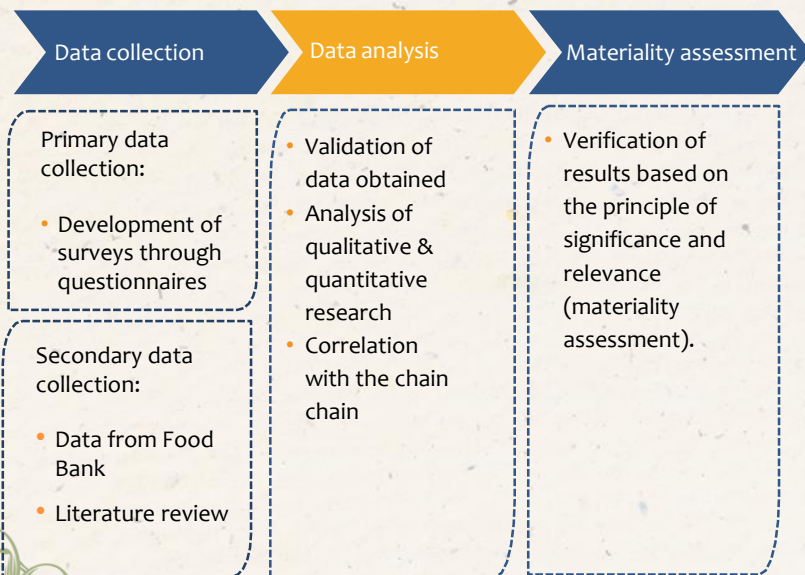 Data collection
Data analysis
Materiality assessment
Primary data
collection:
• Development of
surveys through
questionnaires
Secondary data
collection:
• Data from Food
Bank
• Literature review
• Validation of
data obtained
• Analysis of
qualitative &
quantitative
research
• Correlation
with the chain
chain
• Verification of
results based on
the principle of
significance and
relevance
(materiality
assessment).